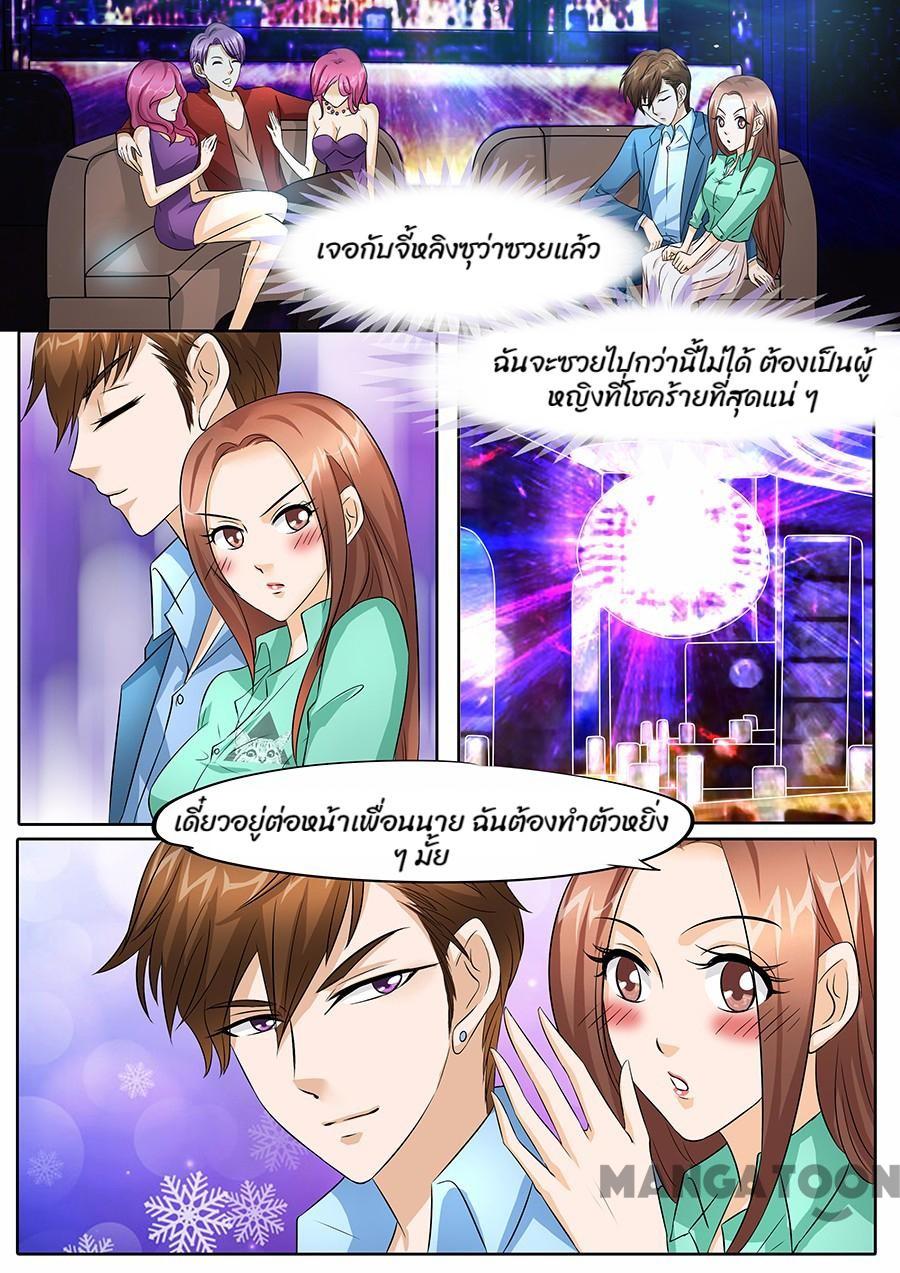 เจอกับจี้หลิงซุว่าซวยแล้ว
ฉันจะซวยไปกว่านี้ไม่ได้ ต้องเป็นผู้
หญิงที่โชคร้ายที่สุดแน่ ๆ
เดี๋ยวอยู่ต่อหน้าเพื่อนนาย ฉันต้องทำตัวหยิ่ง
ๆ มั้ย
MANGATOON